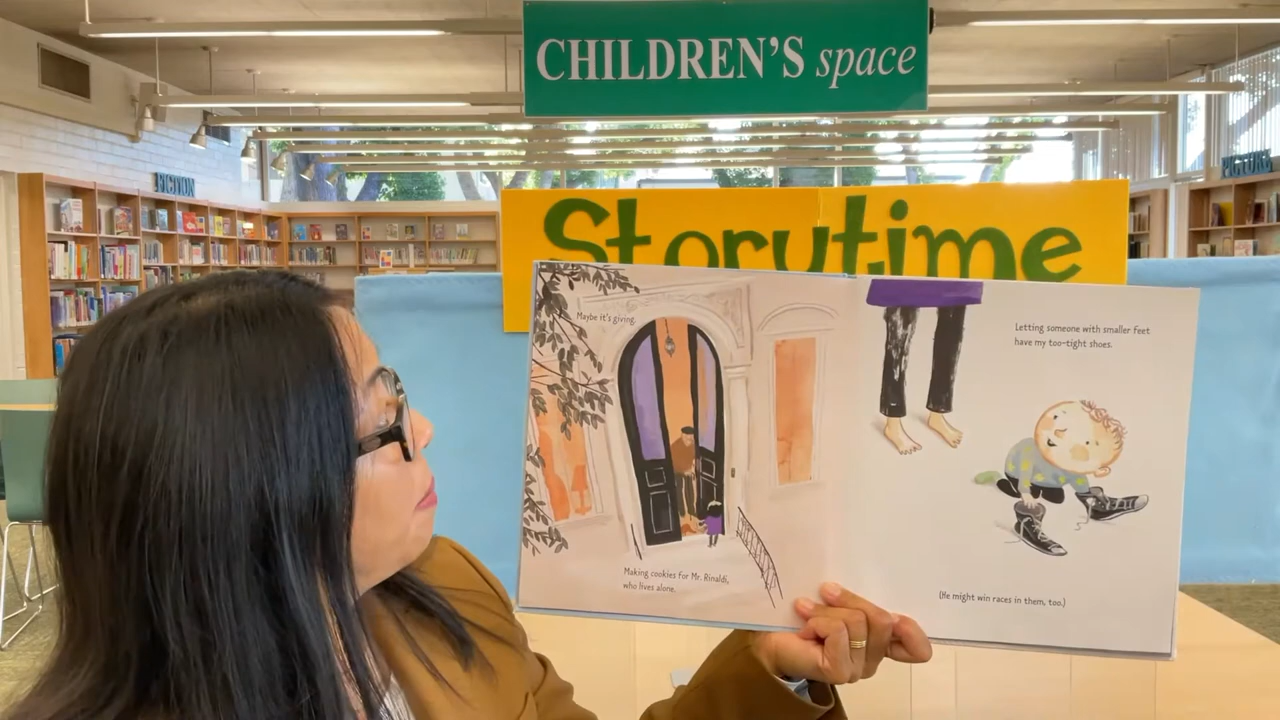 CHILDREN'S space
FICTION
PICTURE
Storytime
Maybe it's giving.
Making cookies for Mr. Rinaldi,
who lives alone.
Letting someone with smaller feet
have my too-tight shoes.
(He might win races in them, too.)